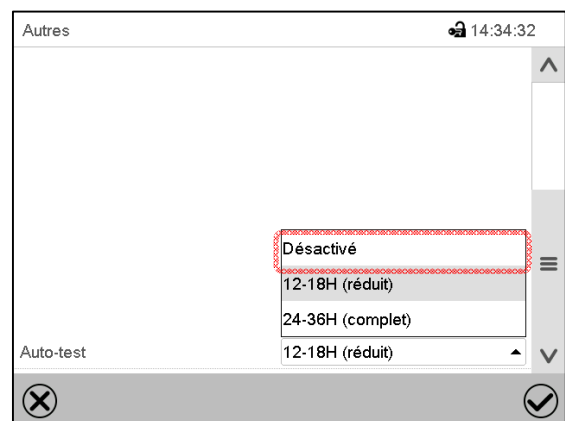 Autres 14:34:32
Désactivé
12-18H (réduit)
24-36H (complet)
Auto-test 12-18H (réduit)